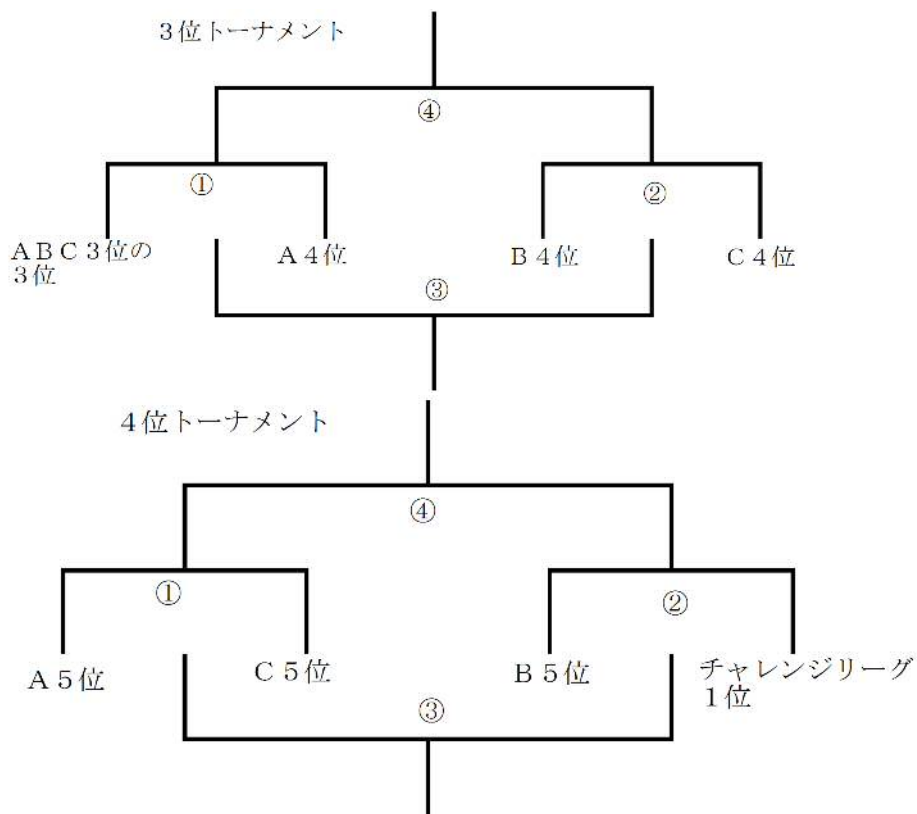 3位トーナメント
④
①
②
ABC3位の
3位
A4位
B4位
C4位
③
4位トーナメント
④
①
②
A5位
C5位
B5位
チャレンジリーグ
1位
③